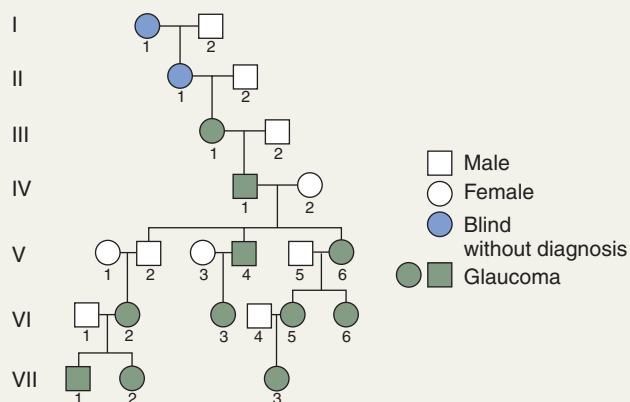 I
1 2
II
1 2
III
1 2
IV
1 2
V
1 2 3 4 5 6
VI
1 2 3 4 5 6
VII
1 2 3
Male
Female
Blind
without diagnosis
Glaucoma